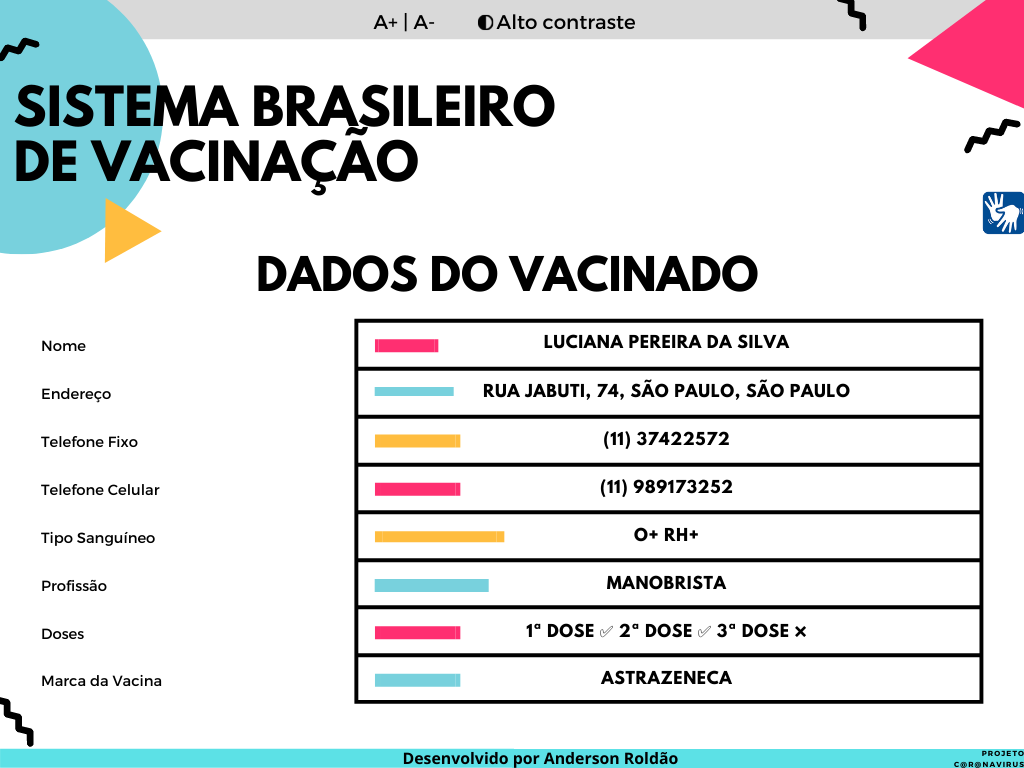 A+ | A- ◐Alto contraste
SISTEMA BRASILEIRO
DE VACINAÇÃO
DADOS DO VACINADO
Nome LUCIANA PEREIRA DA SILVA
Endereço RUA JABUTI, 74, SÃO PAULO, SÃO PAULO
Telefone Fixo (11) 37422572
Telefone Celular (11) 989173252
Tipo Sanguíneo O+ RH+
Profissão MANOBRISTA
Doses 1ª DOSE ✅ 2ª DOSE ✅ 3ª DOSE ❌
Marca da Vacina ASTRAZENECA
Desenvolvido por Anderson Roldão
PROJETO
C@R@NAVIRUS